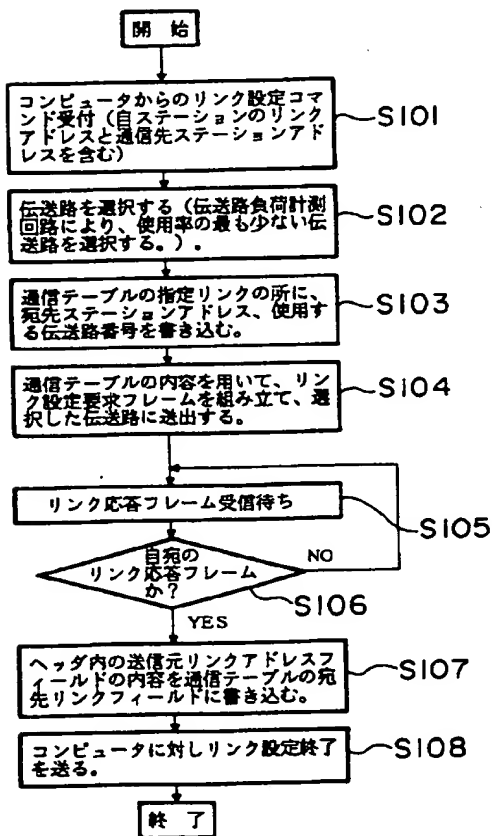 開 始
コンピュータからのリンク設定コマ
ンド受付（自ステーションのリンク
アドレスと通信先ステーションアド
レスを含む）
S101
伝送路を選択する（伝送路負荷計測
回路により、使用率の最も少ない伝
送路を選択する。）。
S102
通信テーブルの指定リンクの所に、
宛先ステーションアドレス、使用す
る伝送路番号を書き込む。
S103
通信テーブルの内容を用いて、リン
ク設定要求フレームを組み立て、選
択した伝送路に送出する。
S104
リンク応答フレーム受信待ち
S105
自宛の
リンク応答フレーム
か？
NO
S106
YES
ヘッダ内の送信元リンクアドレスフ
ィールドの内容を通信テーブルの宛
先リンクフィールドに書き込む。
S107
コンピュータに対しリンク設定終了
を送る。
S108
終 了